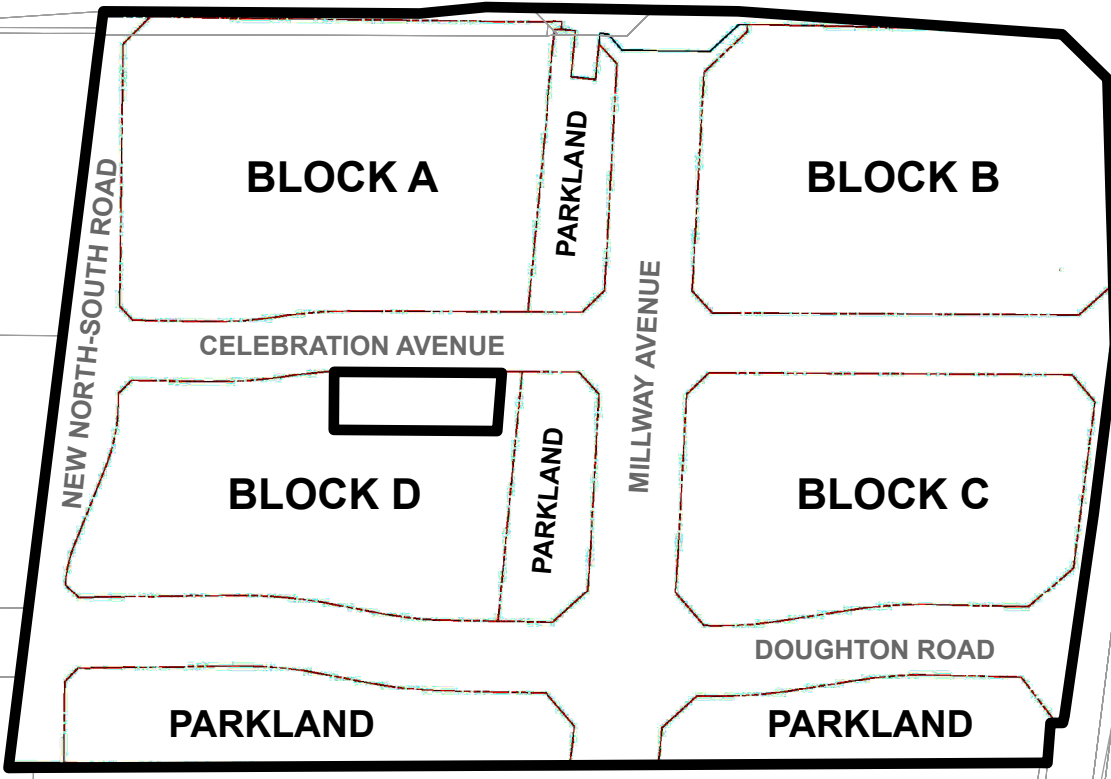 BLOCK A
PARKLAND
BLOCK B
NEW NORTH-SOUTH ROAD
CELEBRATION AVENUE
MILLWAY AVENUE
BLOCK D
PARKLAND
BLOCK C
DOUGHTON ROAD
PARKLAND
PARKLAND